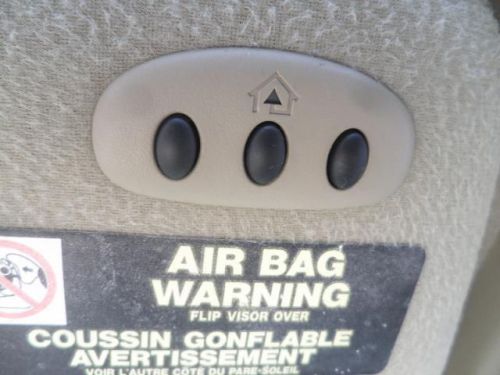 AIR BAG
WARNING
FLIP VISOR OVER
COUSSIN GONFLABLE
AVERTISSEMENT
VOIR L'AUTRE CÔTÉ DU PARE-SOLEIL